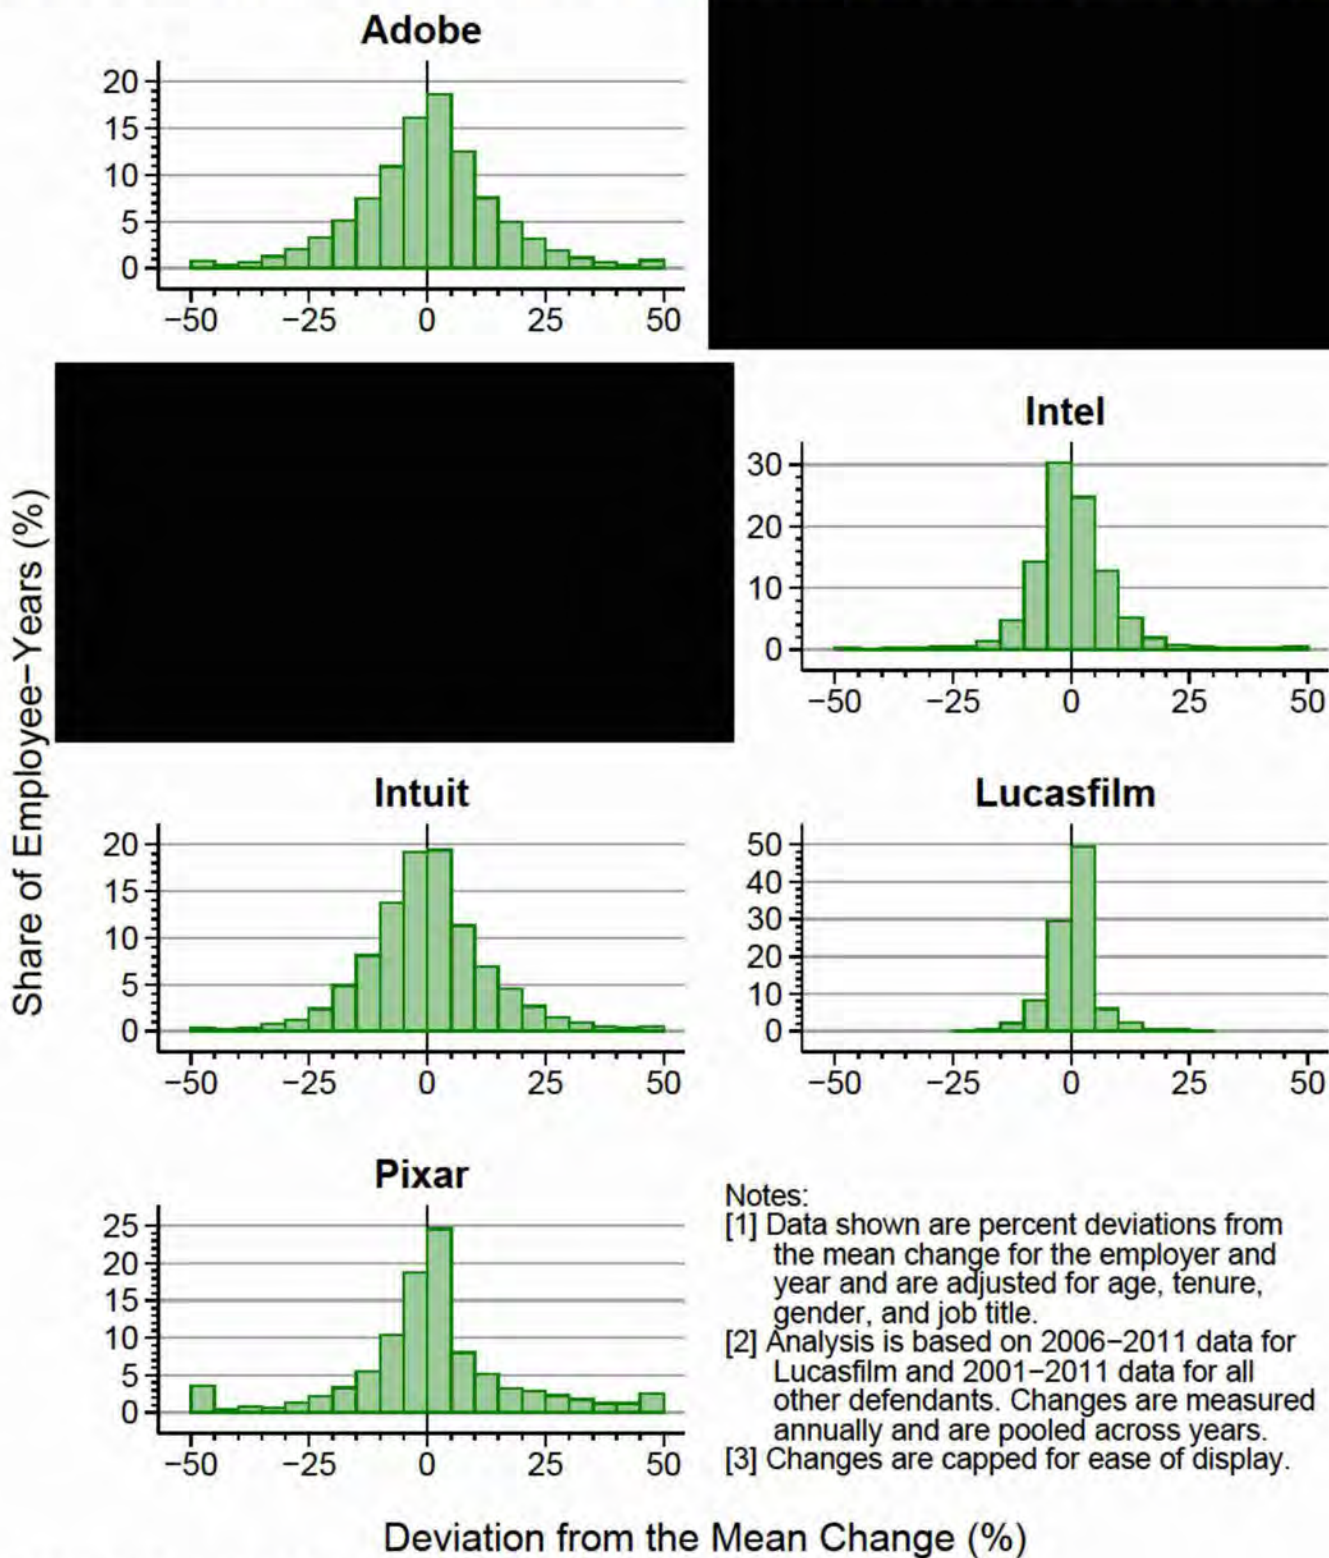 Adobe
20
15
10
5
0
−50 −25 0 25 50
Share of Employee−Years (%)
Intel
30
20
10
0
−50 −25 0 25 50
Intuit
20
15
10
5
0
−50 −25 0 25 50
Lucasfilm
50
40
30
20
10
0
−50 −25 0 25 50
Pixar
25
20
15
10
5
0
−50 −25 0 25 50
Notes:
[1] Data shown are percent deviations from
the mean change for the employer and
year and are adjusted for age, tenure,
gender, and job title.
[2] Analysis is based on 2006−2011 data for
Lucasfilm and 2001−2011 data for all
other defendants. Changes are measured
annually and are pooled across years.
[3] Changes are capped for ease of display.
Deviation from the Mean Change (%)